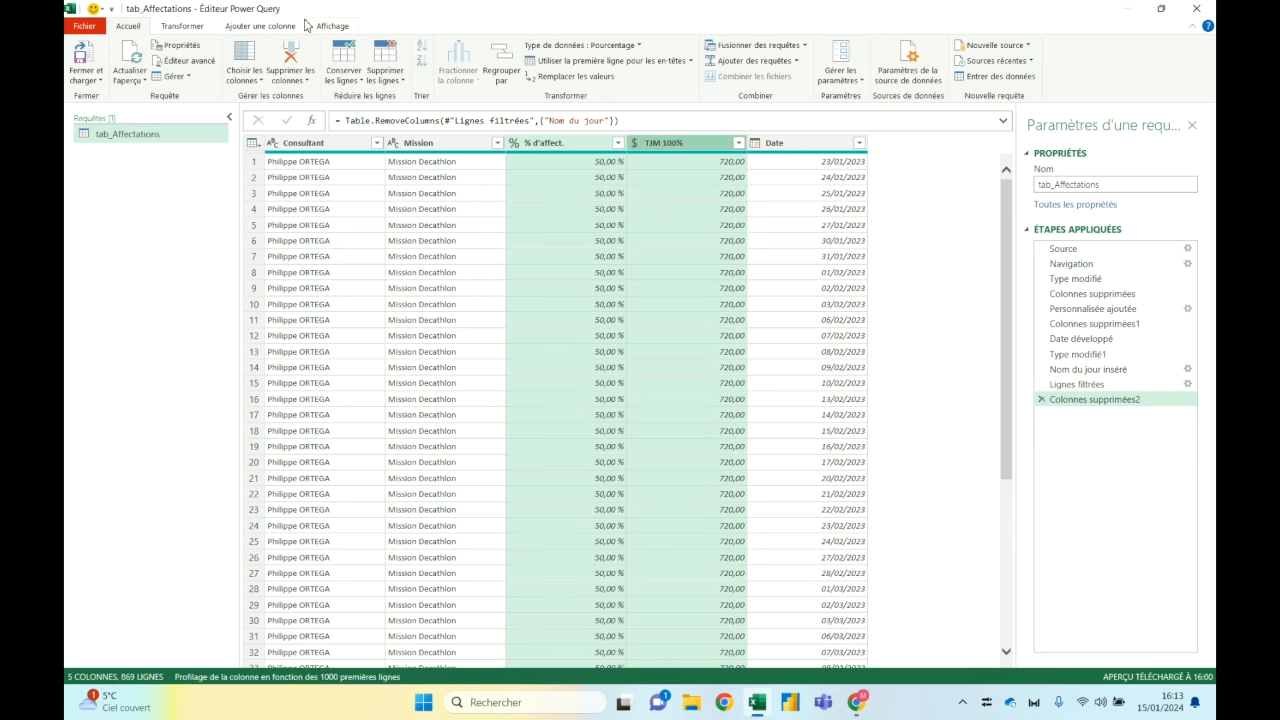 tab_Affectations - Éditeur Power Query
Fichier
Accueil
Transformer
Ajouter une colonne
Affichage
Fermer et
charger
Fermer
Actualiser
l'aperçu
Propriétés
Éditeur avancé
Gérer
Requête
Choisir les
colonnes
Supprimer les
colonnes
Gérer les colonnes
Conserver
les lignes
Supprimer
les lignes
Réduire les lignes
Trier
Fractionner
la colonne
Regrouper
par
Type de données : Pourcentage
Utiliser la première ligne pour les en-têtes
Remplacer les valeurs
Transformer
Fusionner des requêtes
Ajouter des requêtes
Combiner les fichiers
Combiner
Gérer les
paramètres
Paramètres
Paramètres de la
source de données
Sources de données
Nouvelle source
Sources récentes
Entrer des données
Nouvelle requête
Requêtes [1]
tab_Affectations
fx
= Table.RemoveColumns(#"Lignes filtrées",{"Nom du jour"})
Consultant Mission % % d'affect. $ TJM 100% Date
1 Philippe ORTEGA Mission Decathlon 50,00 % 720,00 23/01/2023
2 Philippe ORTEGA Mission Decathlon 50,00 % 720,00 24/01/2023
3 Philippe ORTEGA Mission Decathlon 50,00 % 720,00 25/01/2023
4 Philippe ORTEGA Mission Decathlon 50,00 % 720,00 26/01/2023
5 Philippe ORTEGA Mission Decathlon 50,00 % 720,00 27/01/2023
6 Philippe ORTEGA Mission Decathlon 50,00 % 720,00 30/01/2023
7 Philippe ORTEGA Mission Decathlon 50,00 % 720,00 31/01/2023
8 Philippe ORTEGA Mission Decathlon 50,00 % 720,00 01/02/2023
9 Philippe ORTEGA Mission Decathlon 50,00 % 720,00 02/02/2023
10 Philippe ORTEGA Mission Decathlon 50,00 % 720,00 03/02/2023
11 Philippe ORTEGA Mission Decathlon 50,00 % 720,00 06/02/2023
12 Philippe ORTEGA Mission Decathlon 50,00 % 720,00 07/02/2023
13 Philippe ORTEGA Mission Decathlon 50,00 % 720,00 08/02/2023
14 Philippe ORTEGA Mission Decathlon 50,00 % 720,00 09/02/2023
15 Philippe ORTEGA Mission Decathlon 50,00 % 720,00 10/02/2023
16 Philippe ORTEGA Mission Decathlon 50,00 % 720,00 13/02/2023
17 Philippe ORTEGA Mission Decathlon 50,00 % 720,00 14/02/2023
18 Philippe ORTEGA Mission Decathlon 50,00 % 720,00 15/02/2023
19 Philippe ORTEGA Mission Decathlon 50,00 % 720,00 16/02/2023
20 Philippe ORTEGA Mission Decathlon 50,00 % 720,00 17/02/2023
21 Philippe ORTEGA Mission Decathlon 50,00 % 720,00 20/02/2023
22 Philippe ORTEGA Mission Decathlon 50,00 % 720,00 21/02/2023
23 Philippe ORTEGA Mission Decathlon 50,00 % 720,00 22/02/2023
24 Philippe ORTEGA Mission Decathlon 50,00 % 720,00 23/02/2023
25 Philippe ORTEGA Mission Decathlon 50,00 % 720,00 24/02/2023
26 Philippe ORTEGA Mission Decathlon 50,00 % 720,00 27/02/2023
27 Philippe ORTEGA Mission Decathlon 50,00 % 720,00 28/02/2023
28 Philippe ORTEGA Mission Decathlon 50,00 % 720,00 01/03/2023
29 Philippe ORTEGA Mission Decathlon 50,00 % 720,00 02/03/2023
30 Philippe ORTEGA Mission Decathlon 50,00 % 720,00 03/03/2023
31 Philippe ORTEGA Mission Decathlon 50,00 % 720,00 06/03/2023
32 Philippe ORTEGA Mission Decathlon 50,00 % 720,00 07/03/2023
Paramètres d'une requ...
PROPRIÉTÉS
Nom
tab_Affectations
Toutes les propriétés
ÉTAPES APPLIQUÉES
Source
Navigation
Type modifié
Colonnes supprimées
Personnalisée ajoutée
Colonnes supprimées1
Date développé
Type modifié1
Nom du jour inséré
Lignes filtrées
Colonnes supprimées2
5 COLONNES, 869 LIGNES
Profilage de la colonne en fonction des 1000 premières lignes
APERÇU TÉLÉCHARGÉ À 16:00
1
5°C
Ciel couvert
Rechercher
1
M
16:13
15/01/2024